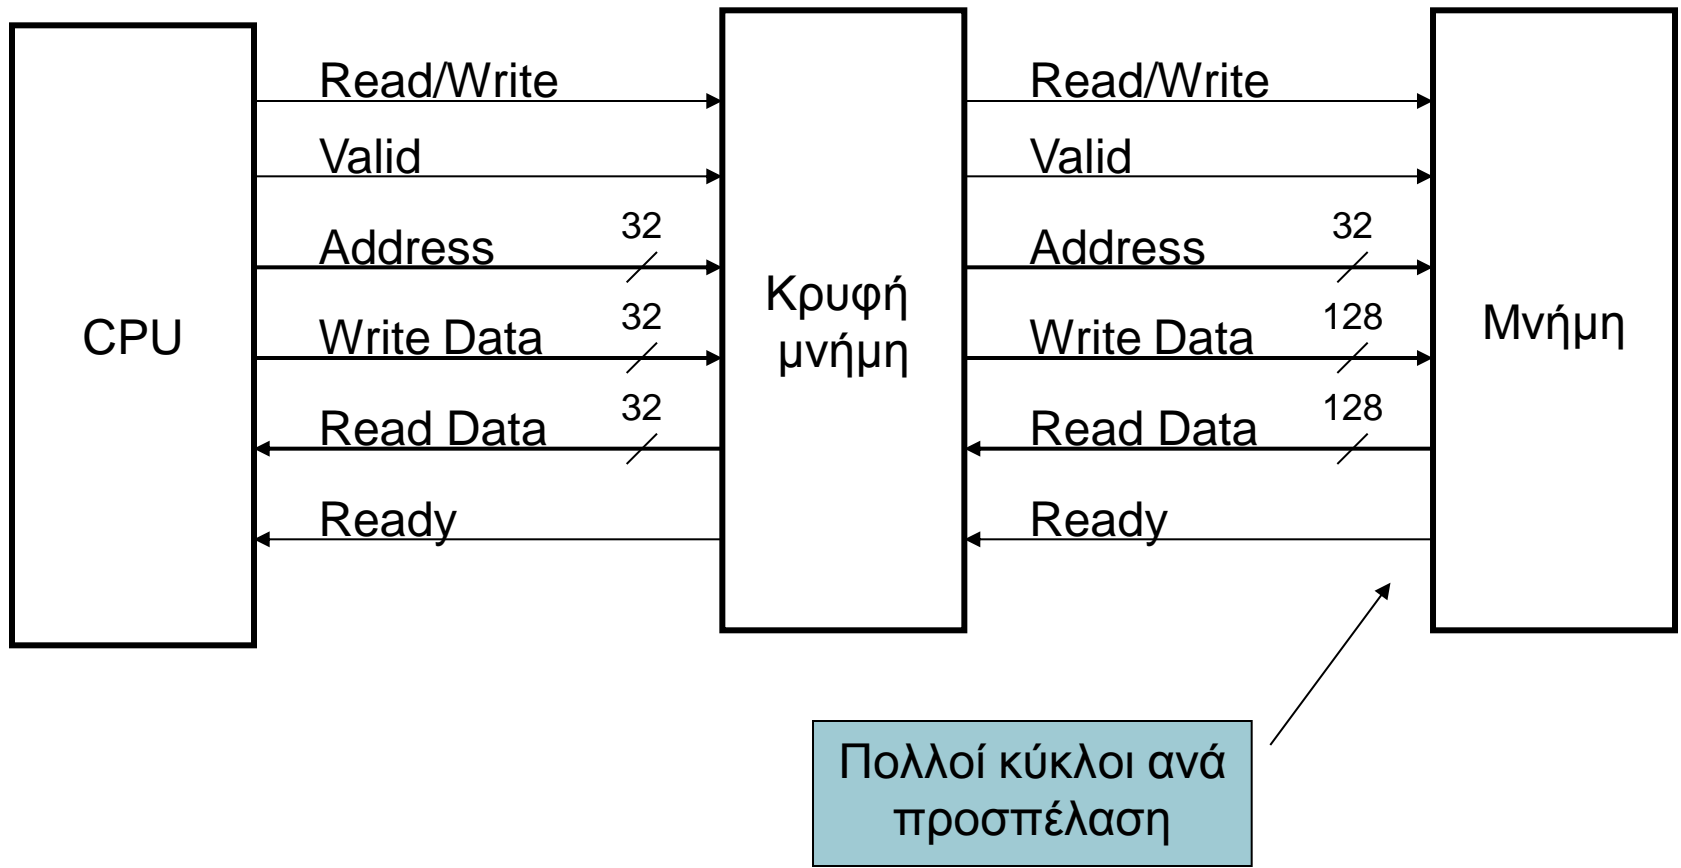 CPU
Read/Write
Valid
Address
32
Write Data
32
Read Data
32
Ready
Κρυφή
μνήμη
Read/Write
Valid
Address
32
Write Data
128
Read Data
128
Ready
Μνήμη
Πολλοί κύκλοι ανά
προσπέλαση